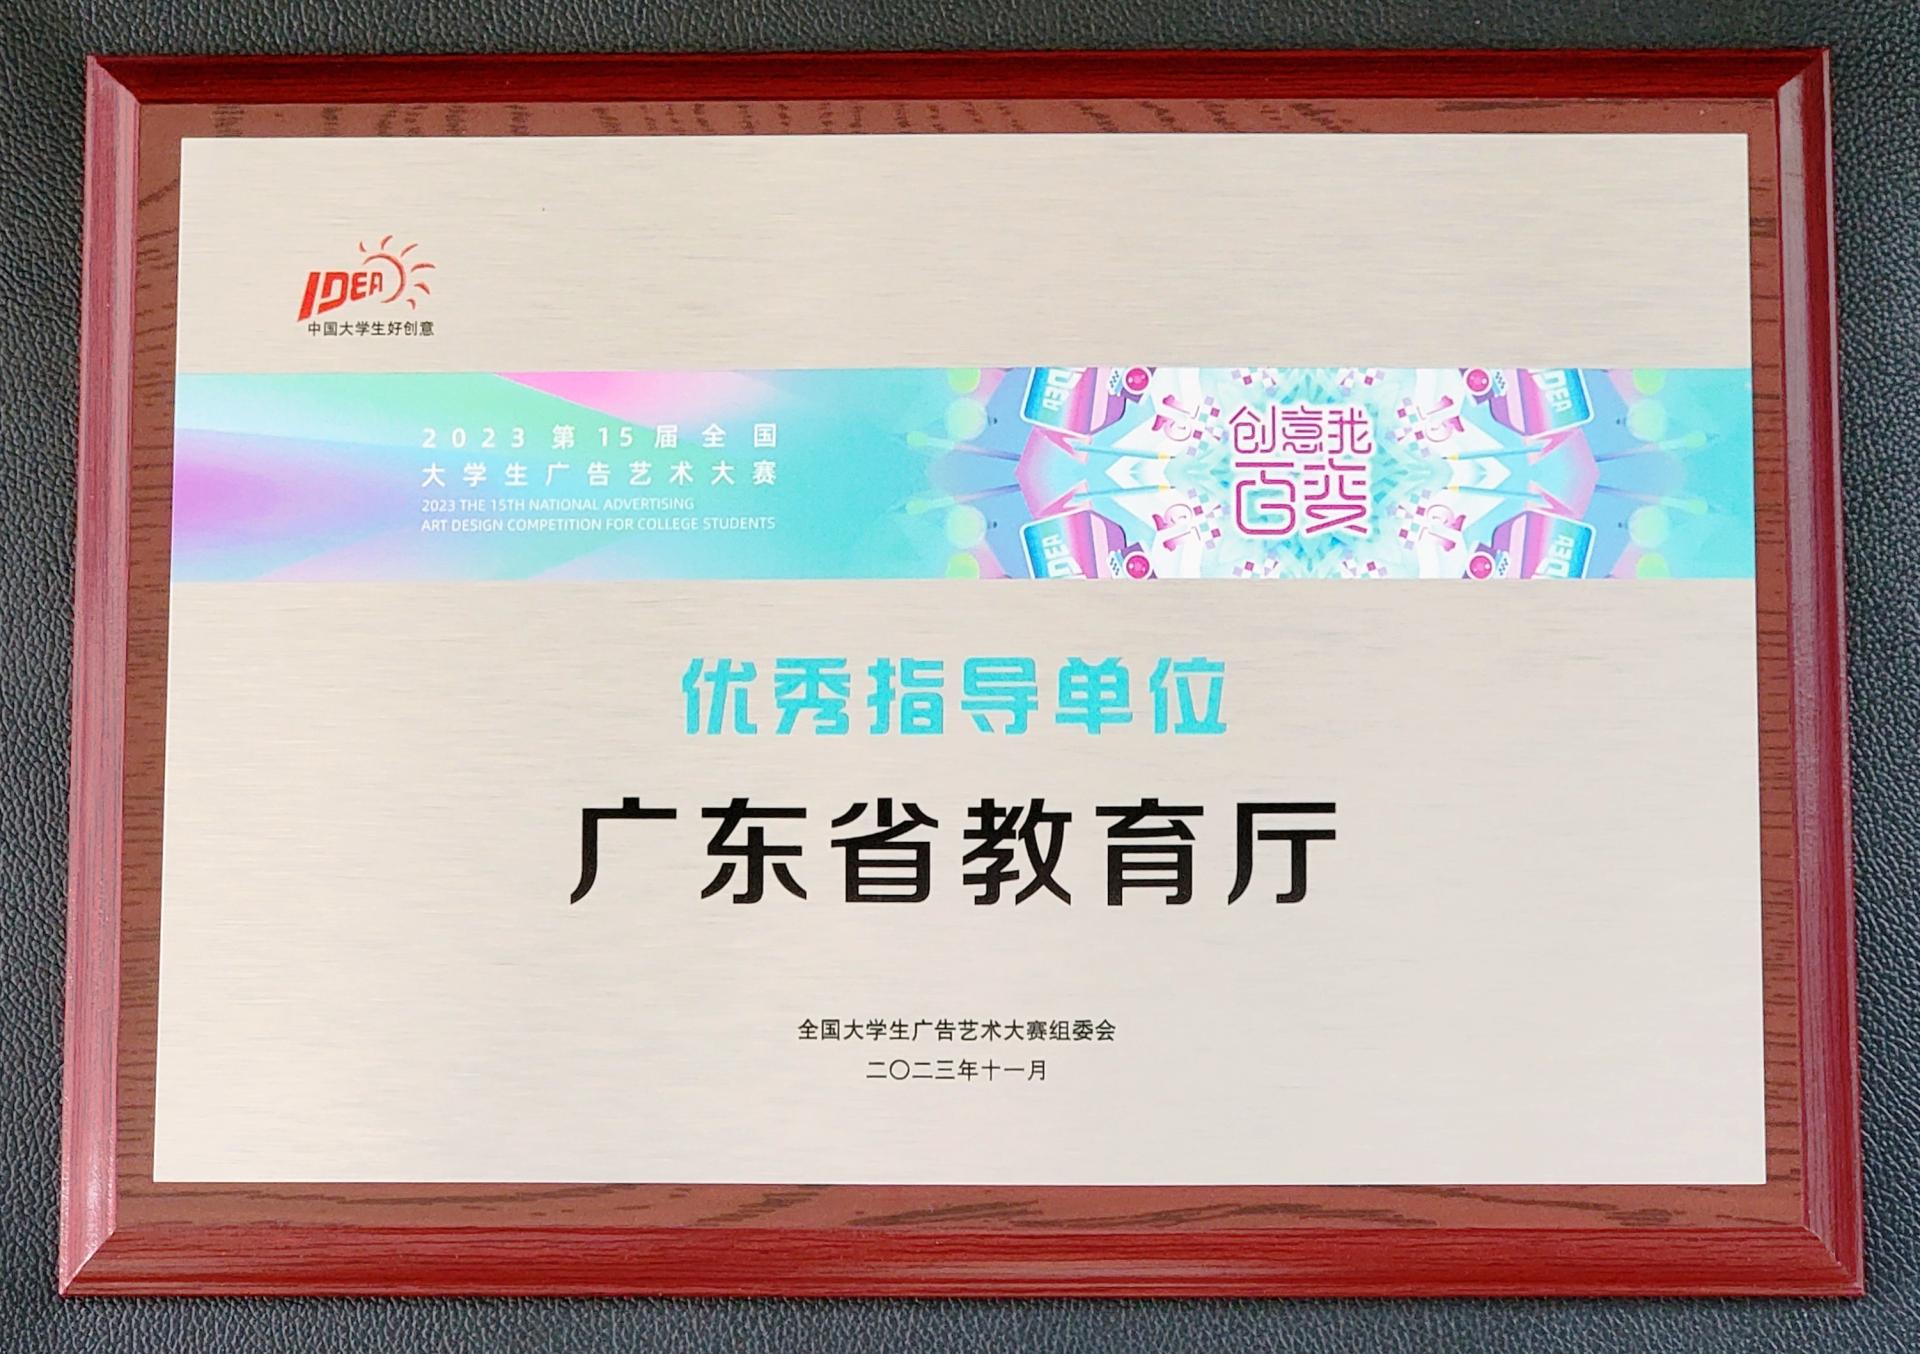 IDEA
中国大学生好创意
2023 第15届全国
大学生广告艺术大赛
2023 THE 15TH NATIONAL ADVERTISING
ART DESIGN COMPETITION FOR COLLEGE STUDENTS
创意我
百变
优秀指导单位
广东省教育厅
全国大学生广告艺术大赛组委会
二〇二三年十一月